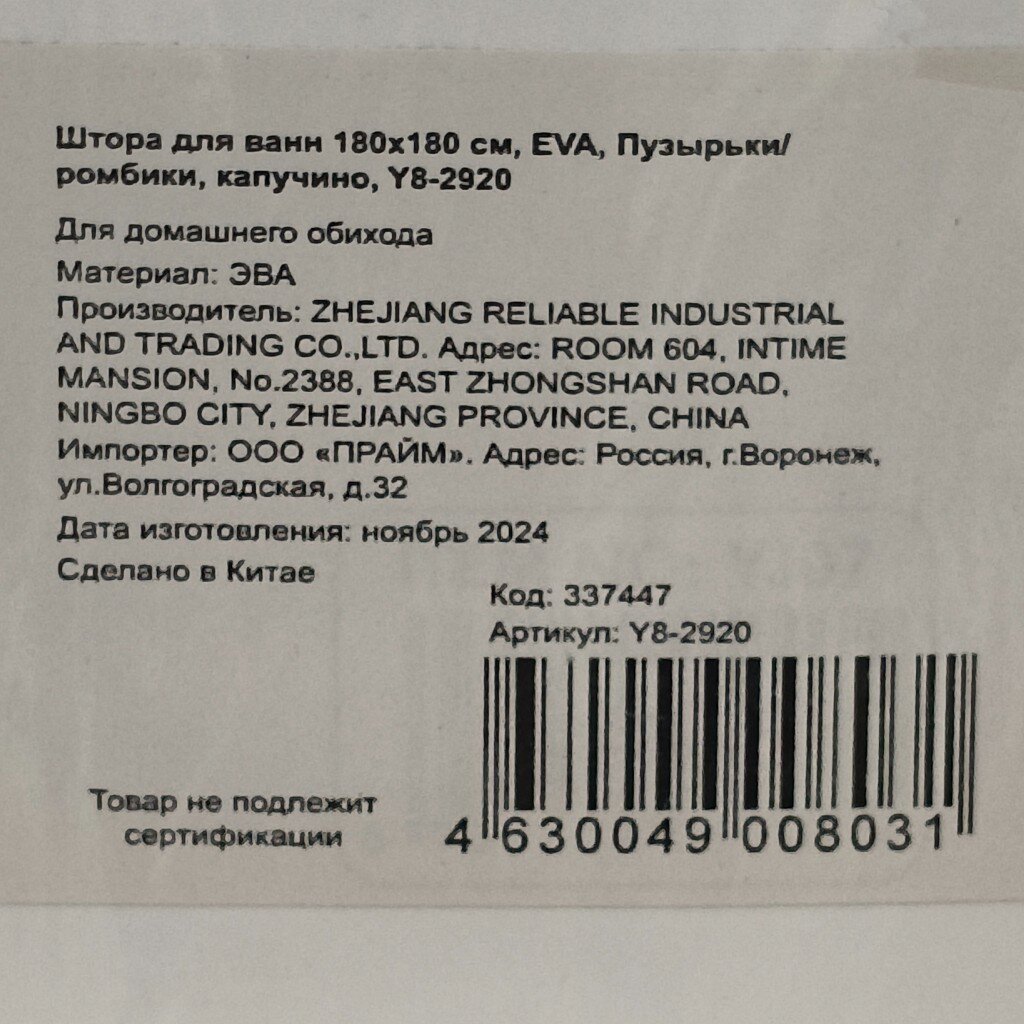 Штора для ванн 180х180 см, EVA, Пузырьки/
ромбики, капучино, Y8-2920
Для домашнего обихода
Материал: ЭВА
Производитель: ZHEJIANG RELIABLE INDUSTRIAL
AND TRADING CO.,LTD. Адрес: ROOM 604, INTIME
MANSION, No.2388, EAST ZHONGSHAN ROAD,
NINGBO CITY, ZHEJIANG PROVINCE, CHINA
Импортер: ООО «ПРАЙМ». Адрес: Россия, г.Воронеж,
ул.Волгоградская, д.32
Дата изготовления: ноябрь 2024
Сделано в Китае
Код: 337447
Артикул: Y8-2920
Товар не подлежит
сертификации
4 630049 008031